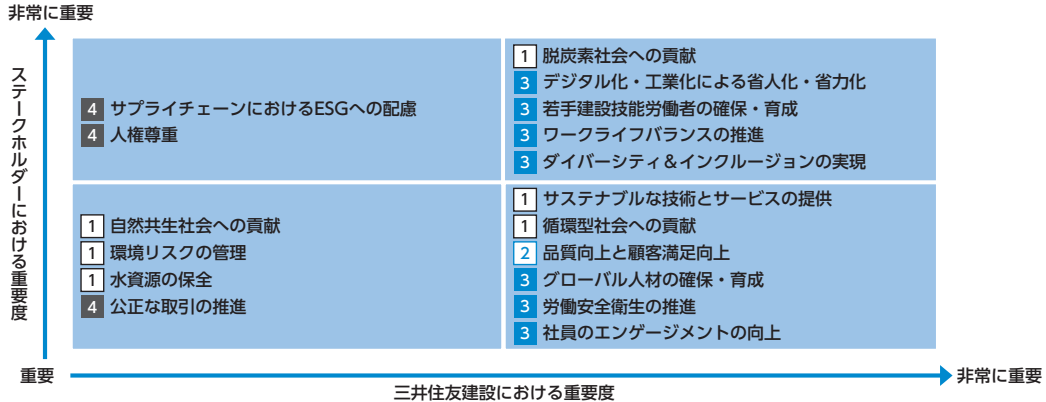 非常に重要
ステークホルダーにおける重要度
4 サプライチェーンにおけるESGへの配慮
4 人権尊重
1 脱炭素社会への貢献
3 デジタル化・工業化による省人化・省力化
3 若手建設技能労働者の確保・育成
3 ワークライフバランスの推進
3 ダイバーシティ＆インクルージョンの実現
1 自然共生社会への貢献
1 環境リスクの管理
1 水資源の保全
4 公正な取引の推進
1 サステナブルな技術とサービスの提供
1 循環型社会への貢献
2 品質向上と顧客満足向上
3 グローバル人材の確保・育成
3 労働安全衛生の推進
3 社員のエンゲージメントの向上
重要
三井住友建設における重要度
非常に重要